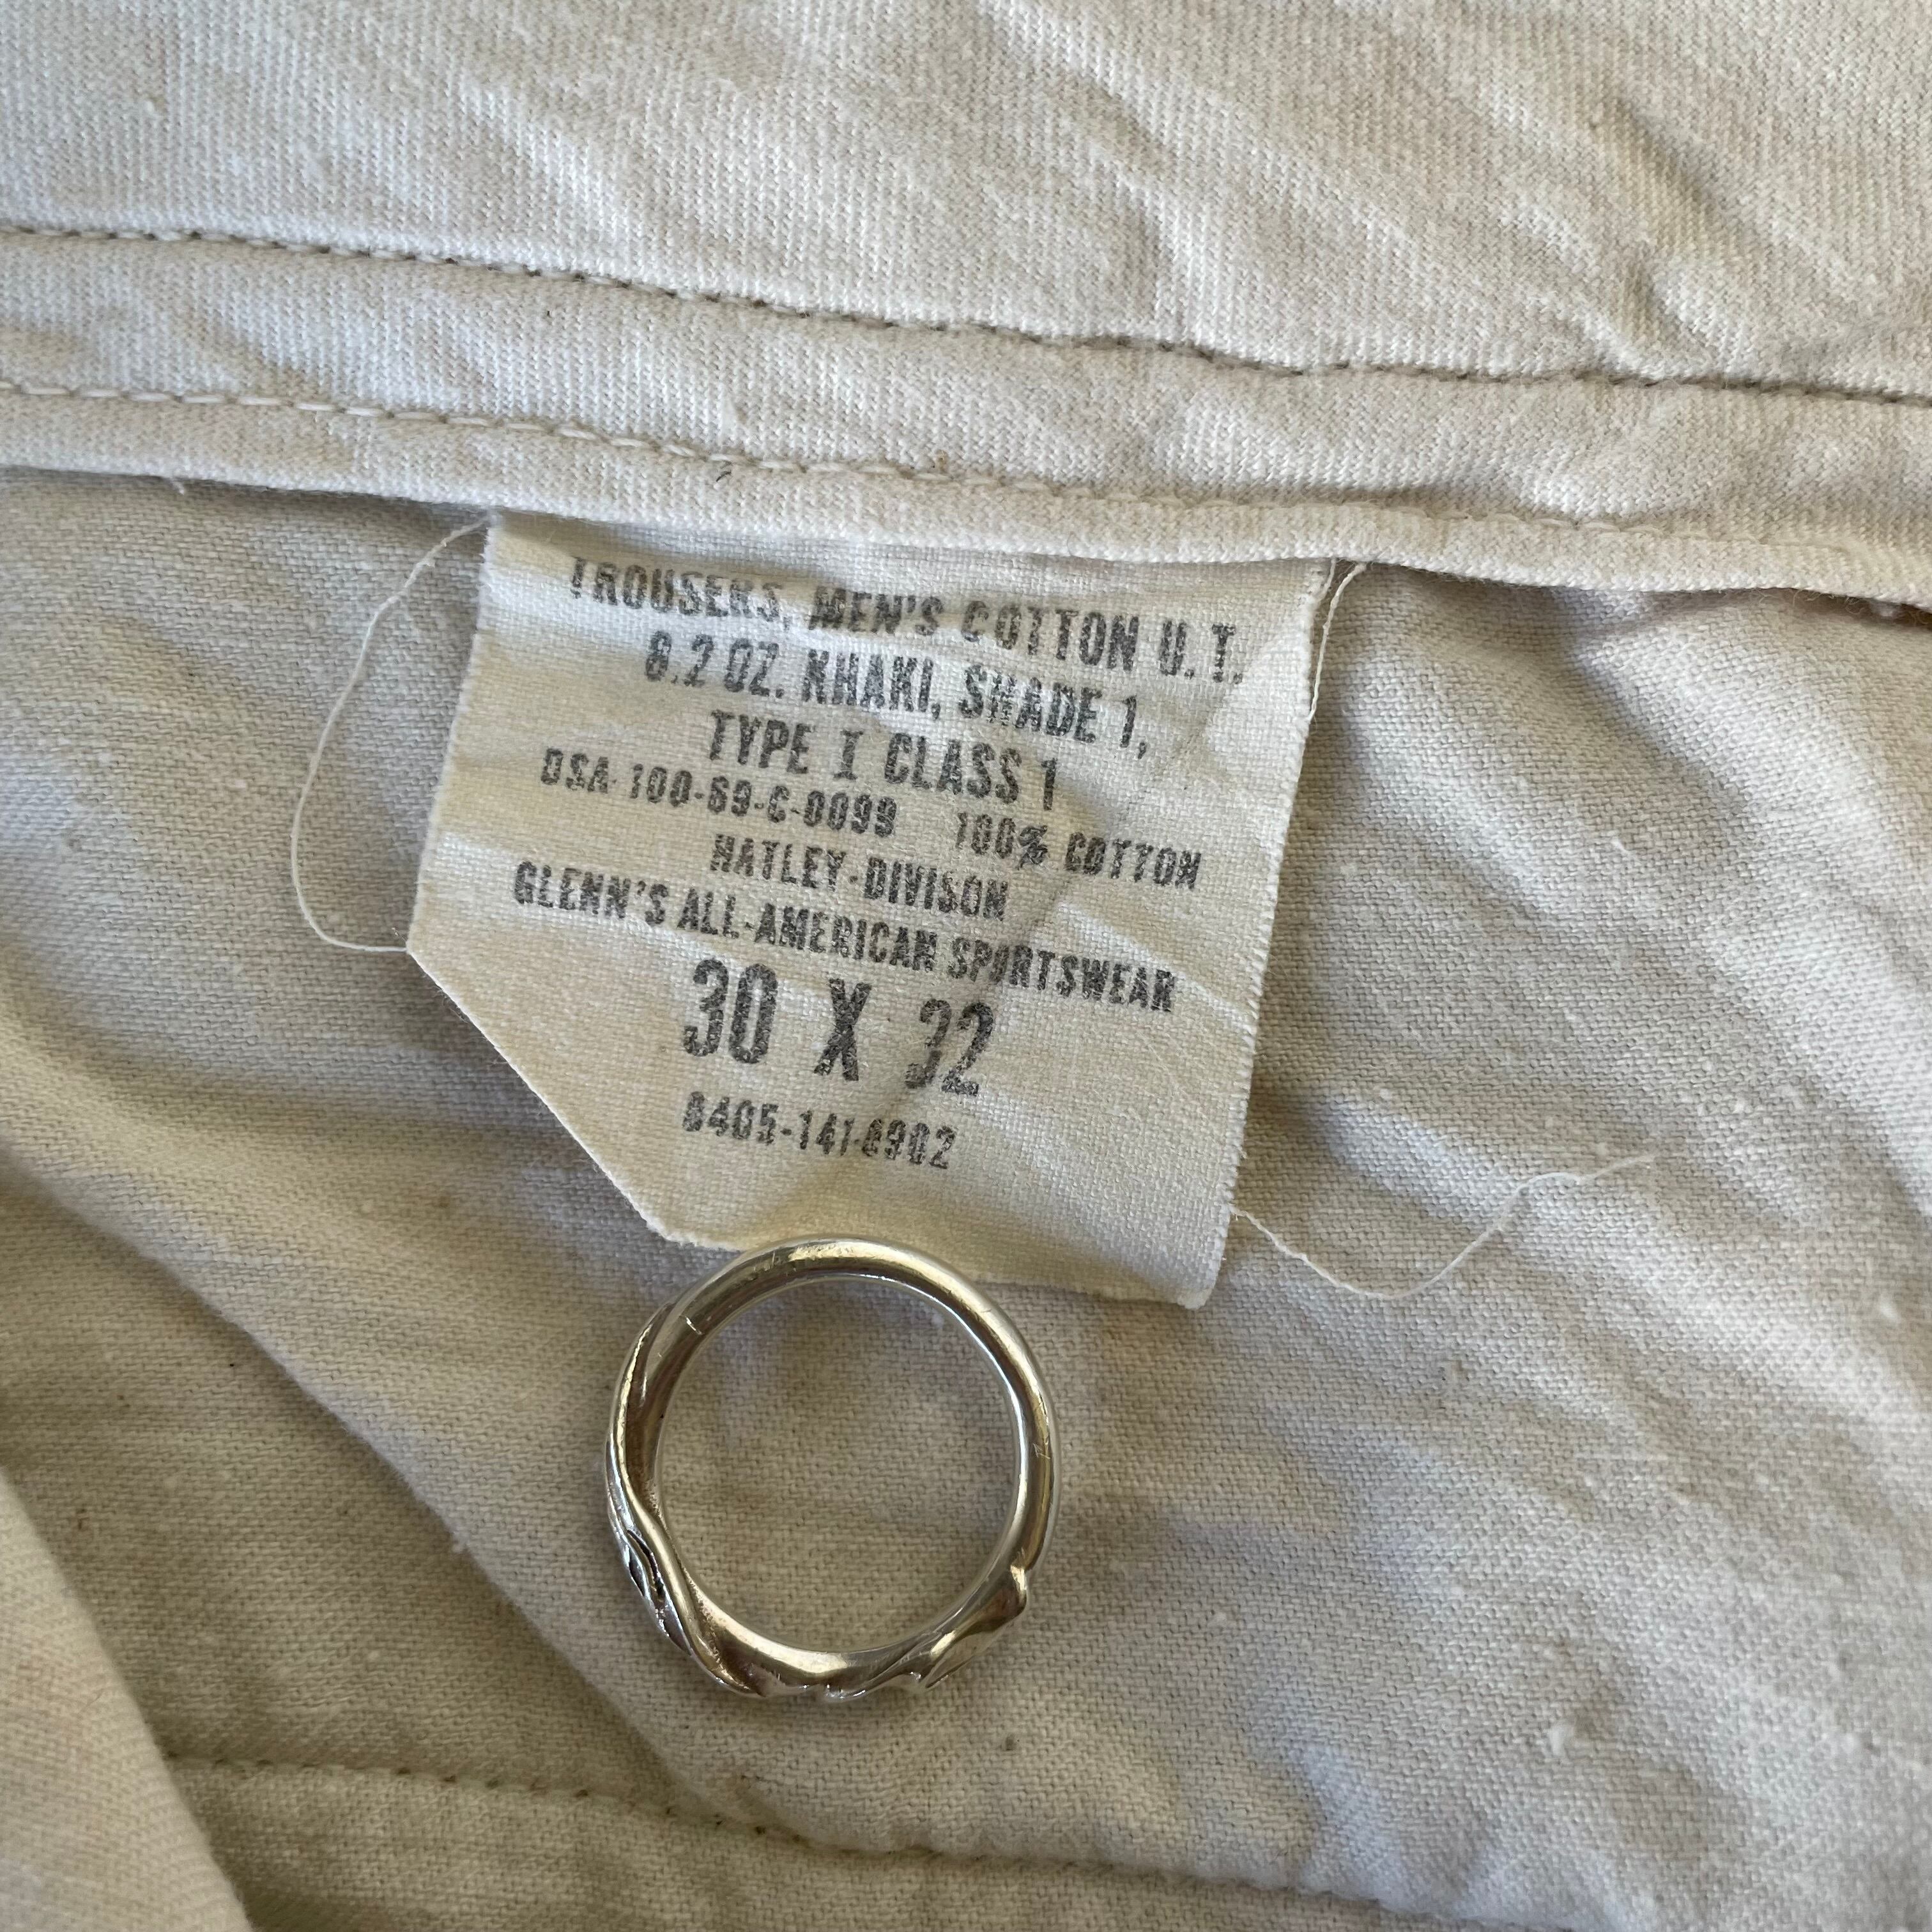 TROUSERS, MEN'S COTTON U.T.
8.2 OZ. KHAKI, SHADE 1,
TYPE I CLASS 1
DSA-100-69-C-0099 100% COTTON
HATLEY-DIVISON
GLENN'S ALL-AMERICAN SPORTSWEAR
30 X 32
8405-141-8902